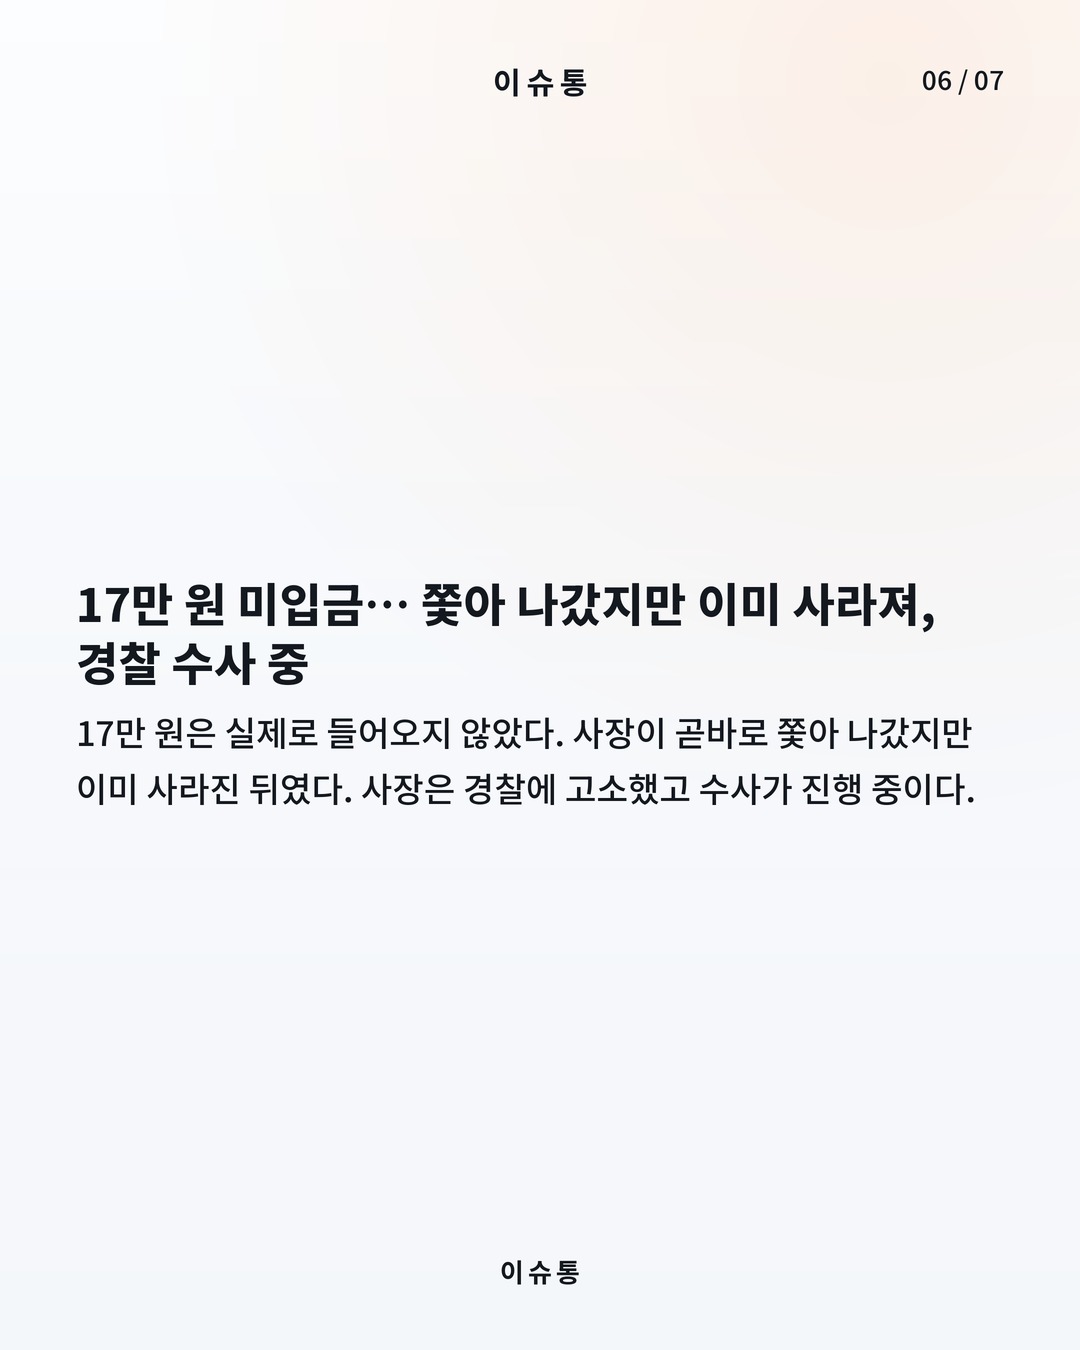 이슈통
06 / 07
17만 원 미입금… 쫓아 나갔지만 이미 사라져,
경찰 수사 중
17만 원은 실제로 들어오지 않았다. 사장이 곧바로 쫓아 나갔지만
이미 사라진 뒤였다. 사장은 경찰에 고소했고 수사가 진행 중이다.
이슈통